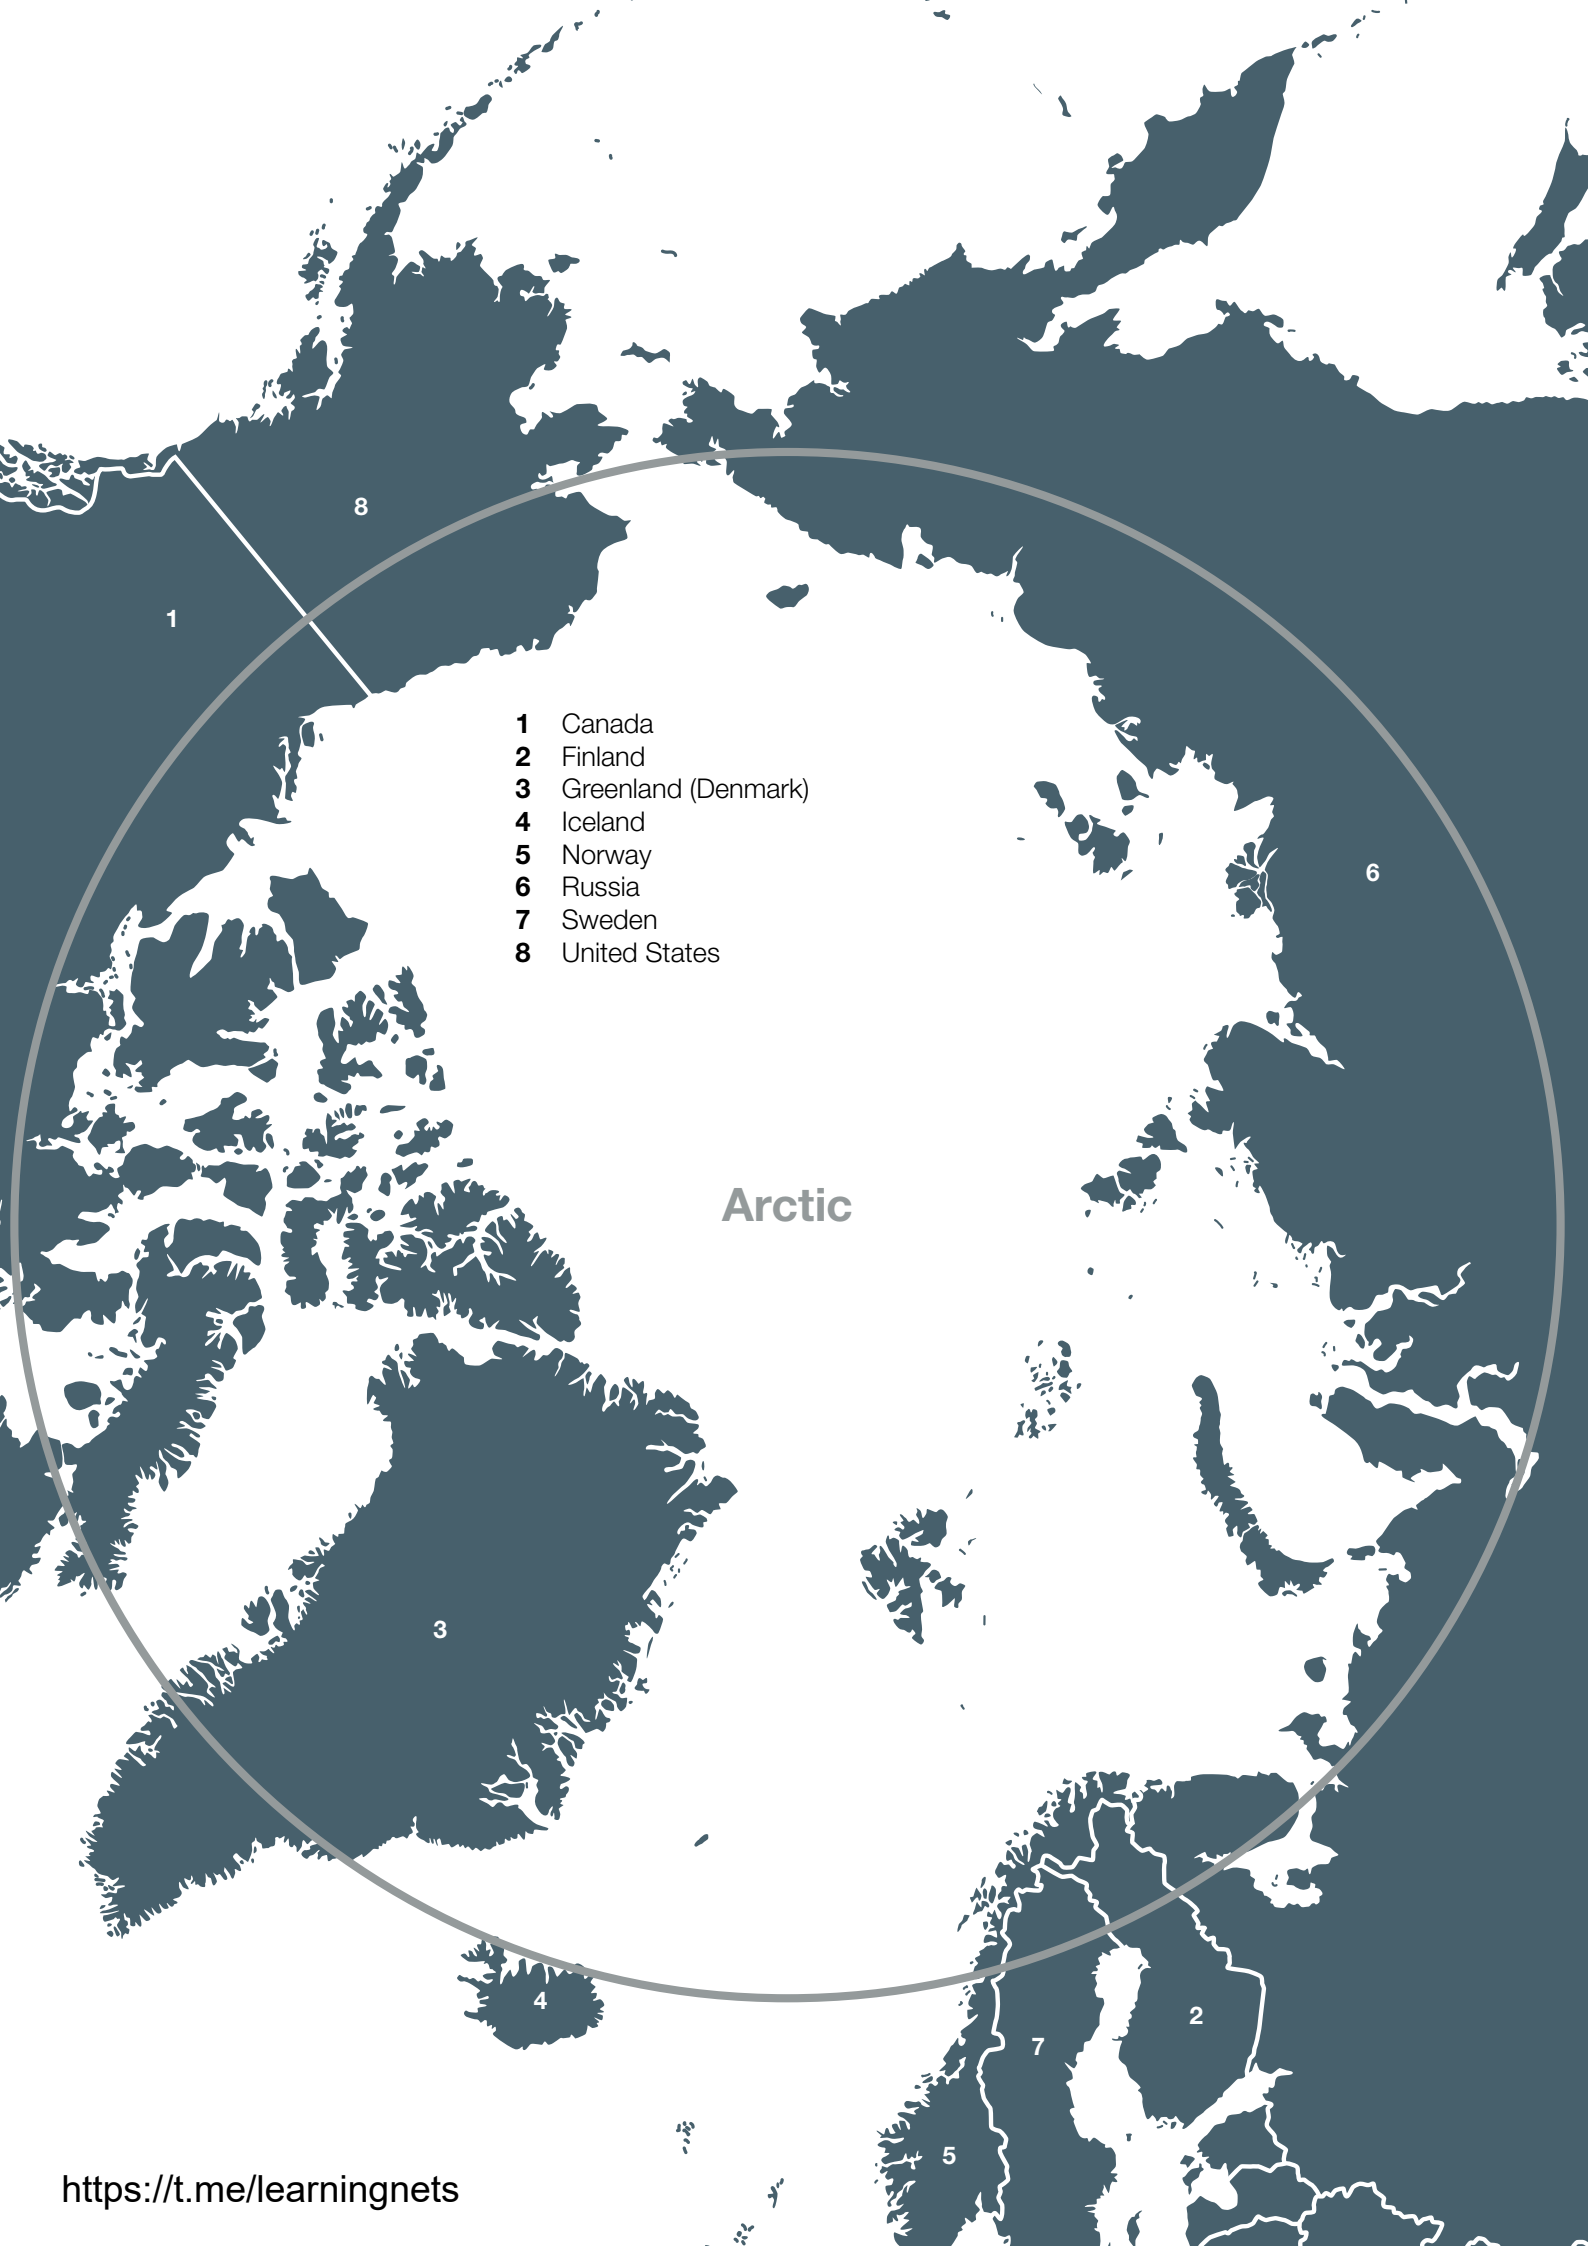 8
1
1 Canada
2 Finland
3 Greenland (Denmark)
4 Iceland
5 Norway
6 Russia
7 Sweden
8 United States
6
Arctic
3
4
2
7
5
https://t.me/learningnets